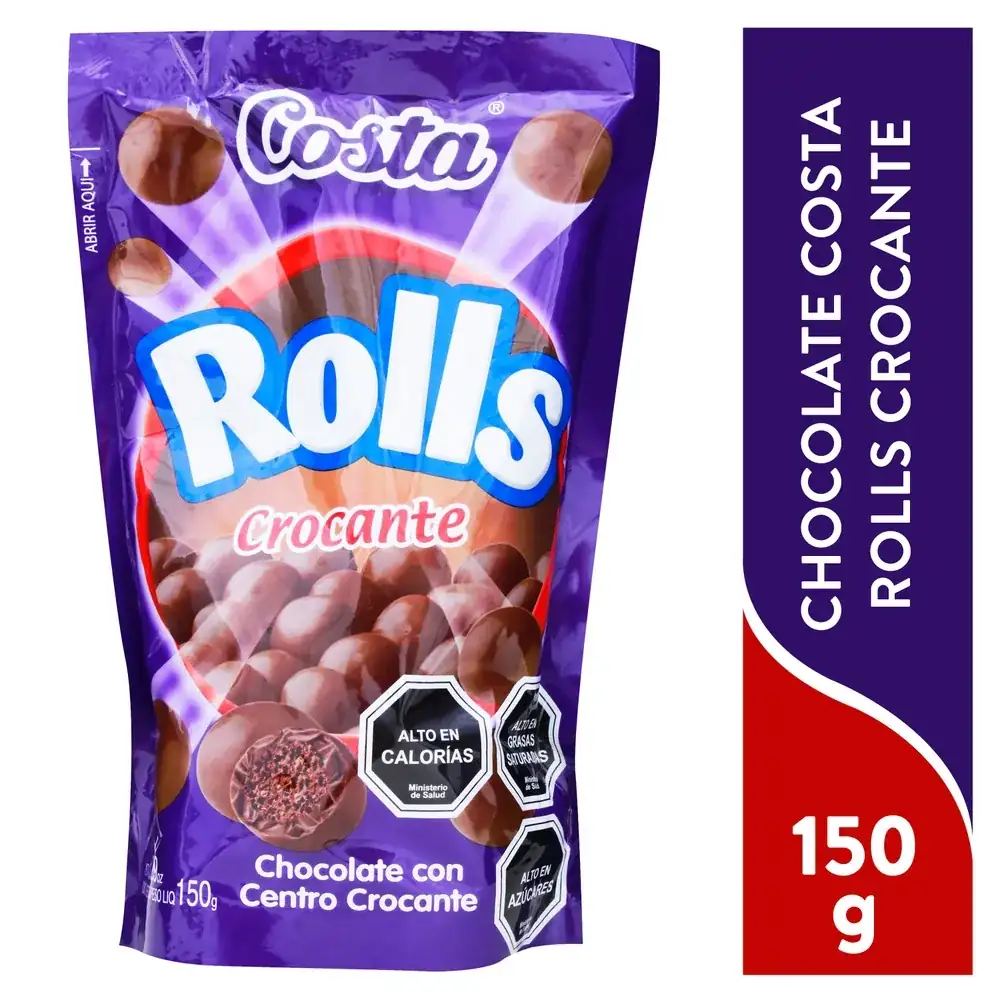 Costa®
ABRIR AQUI
Rolls
Crocante
ALTO EN
CALORÍAS
Ministerio
de Salud
ALTO EN
GRASAS
SATURADAS
ALTO EN
AZÚCARES
Chocolate con
Centro Crocante
150g
CHOCOLATE COSTA
ROLLS CROCANTE
150
g